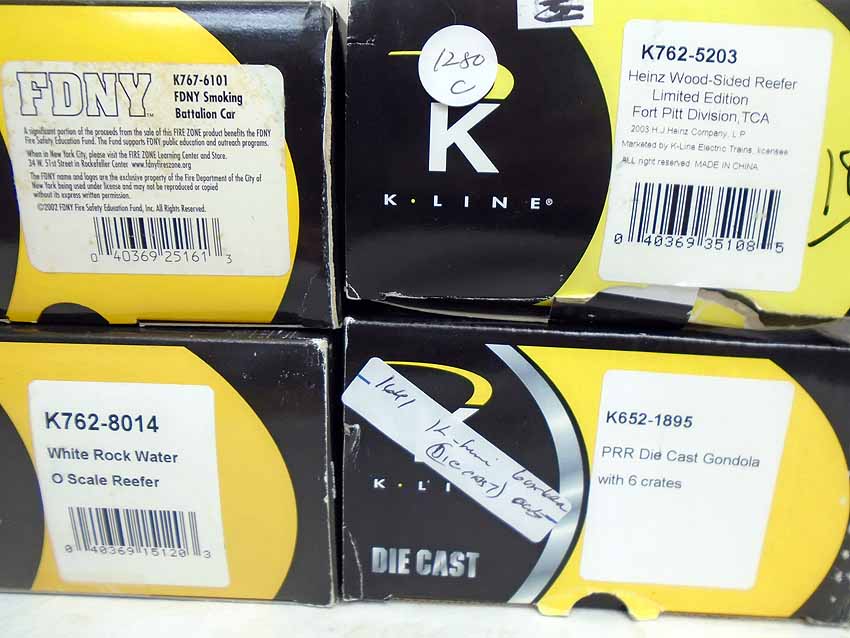 FDNY™
K767-6101
FDNY Smoking
Battalion Car
A significant portion of the proceeds from the sale of this FIRE ZONE product benefits the FDNY
Fire Safety Education Fund. The Fund supports FDNY public education and outreach programs.
When in New York City, please visit the FIRE ZONE Learning Center and Store.
34 W. 51st Street in Rockefeller Center. www.fdnyfirezone.org
The FDNY name and logos are the exclusive property of the Fire Department of the City of
New York being used under license and may not be reproduced or copied
without its express written permission.
©2002 FDNY Fire Safety Education Fund, Inc. All Rights Reserved.
0 40369 25161 3
1280
C
K
K·LINE®
K762-5203
Heinz Wood-Sided Reefer
Limited Edition
Fort Pitt Division,TCA
2003 H.J.Heinz Company, L.P.
Marketed by K-Line Electric Trains, licensee.
ALL right reserved. MADE IN CHINA
0 40369 35108 5
K762-8014
White Rock Water
O Scale Reefer
0 40369 15120 3
1641
K-Line
(DIE CAST)
K·LI
DIE CAST
K652-1895
PRR Die Cast Gondola
with 6 crates